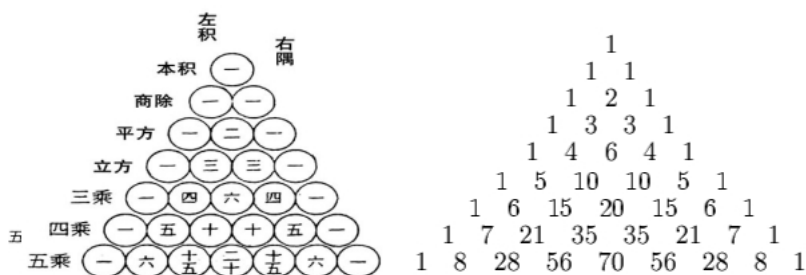 左积
右隅
本积 一
商除 一 一
平方 一 二 一
立方 一 三 三 一
三乘 一 四 六 四 一
四乘 一 五 十 十 五 一
五
五乘 一 六 十五 二十 十五 六 一
1
1 1
1 2 1
1 3 3 1
1 4 6 4 1
1 5 10 10 5 1
1 6 15 20 15 6 1
1 7 21 35 35 21 7 1
1 8 28 56 70 56 28 8 1